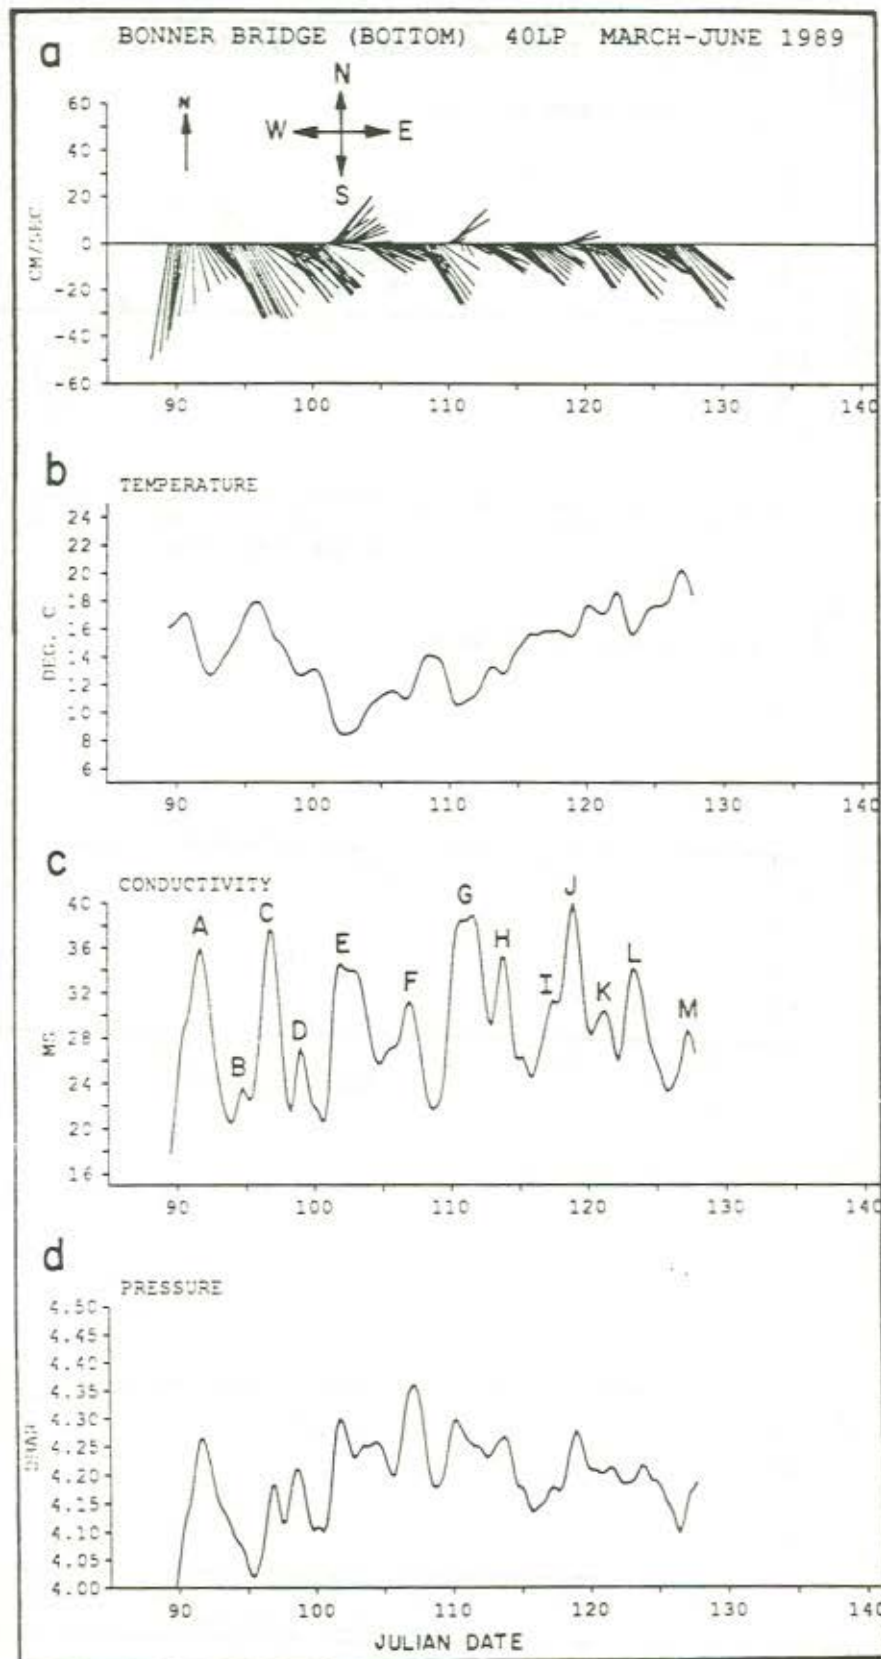 a BONNER BRIDGE (BOTTOM) 40LP MARCH-JUNE 1989
N
N
W E
S
60
40
20
0
-20
-40
-60
CM/SEC
90 100 110 120 130 140
b
TEMPERATURE
24
22
20
18
16
14
12
10
8
6
DEG. C
90 100 110 120 130 140
c
CONDUCTIVITY
40
36
32
28
24
20
16
MS
A B C D E F G H I J K L M
90 100 110 120 130 140
d
PRESSURE
4.50
4.45
4.40
4.35
4.30
4.25
4.20
4.15
4.10
4.05
4.00
DBAR
90 100 110 120 130 140
JULIAN DATE